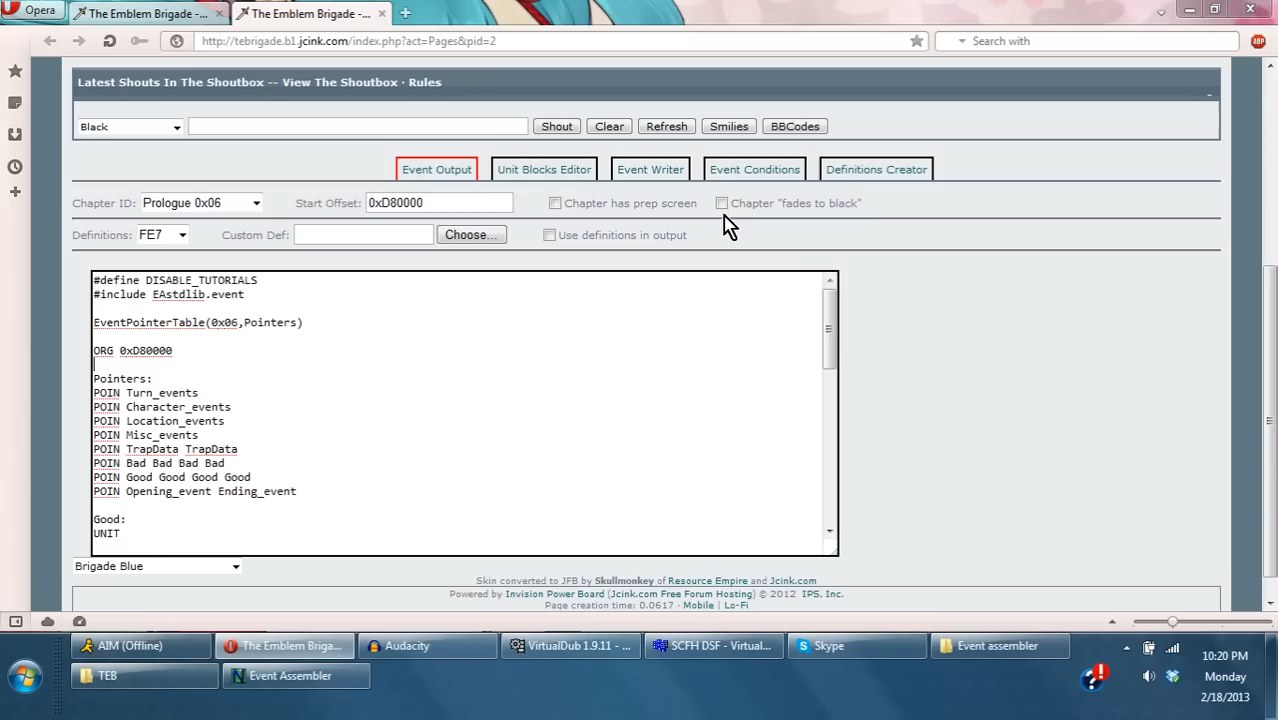 Opera
The Emblem Brigade -...
The Emblem Brigade -...
http://tebrigade.b1.jcink.com/index.php?act=Pages&pid=2
Search with
ABP
Latest Shouts In The Shoutbox -- View The Shoutbox · Rules
Black
Shout
Clear
Refresh
Smilies
BBCodes
Event Output
Unit Blocks Editor
Event Writer
Event Conditions
Definitions Creator
Chapter ID: Prologue 0x06
Start Offset: 0xD80000
Chapter has prep screen
Chapter "fades to black"
Definitions: FE7
Custom Def:
Choose...
Use definitions in output
#define DISABLE_TUTORIALS
#include EAstdlib.event
EventPointerTable(0x06,Pointers)
ORG 0xD80000
Pointers:
POIN Turn_events
POIN Character_events
POIN Location_events
POIN Misc_events
POIN TrapData TrapData
POIN Bad Bad Bad Bad
POIN Good Good Good Good
POIN Opening_event Ending_event
Good:
UNIT
Brigade Blue
Skin converted to JFB by Skullmonkey of Resource Empire and Jcink.com
Powered by Invision Power Board (Jcink.com Free Forum Hosting) © 2012 IPS, Inc.
Page creation time: 0.0617 · Mobile | Lo-Fi
AIM (Offline)
The Emblem Briga...
Audacity
VirtualDub 1.9.11 - ...
SCFH DSF - Virtual...
Skype
Event assembler
TEB
Event Assembler
10:20 PM
Monday
2/18/2013